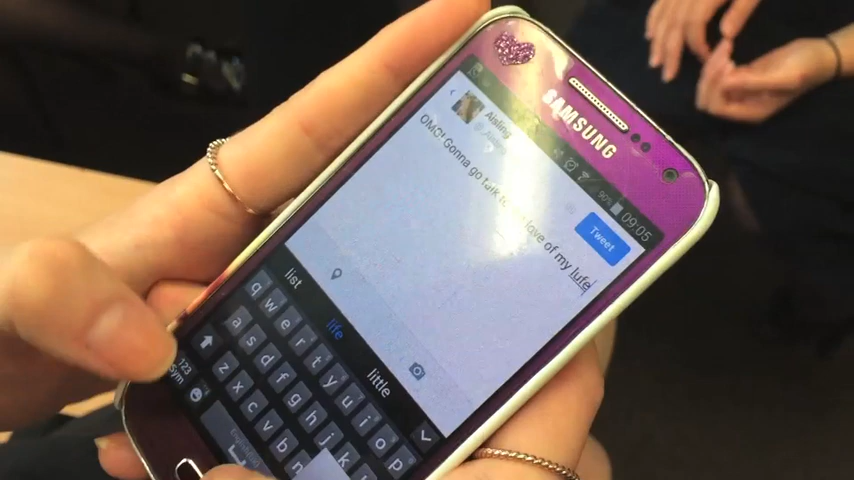 SAMSUNG
90% 09:05
Aisling
Tweet
OMG! Gonna go talk to love of my lufe
list life little
q w e r t y u i o p
a s d f g h j k
z x c v b n
123
Sym